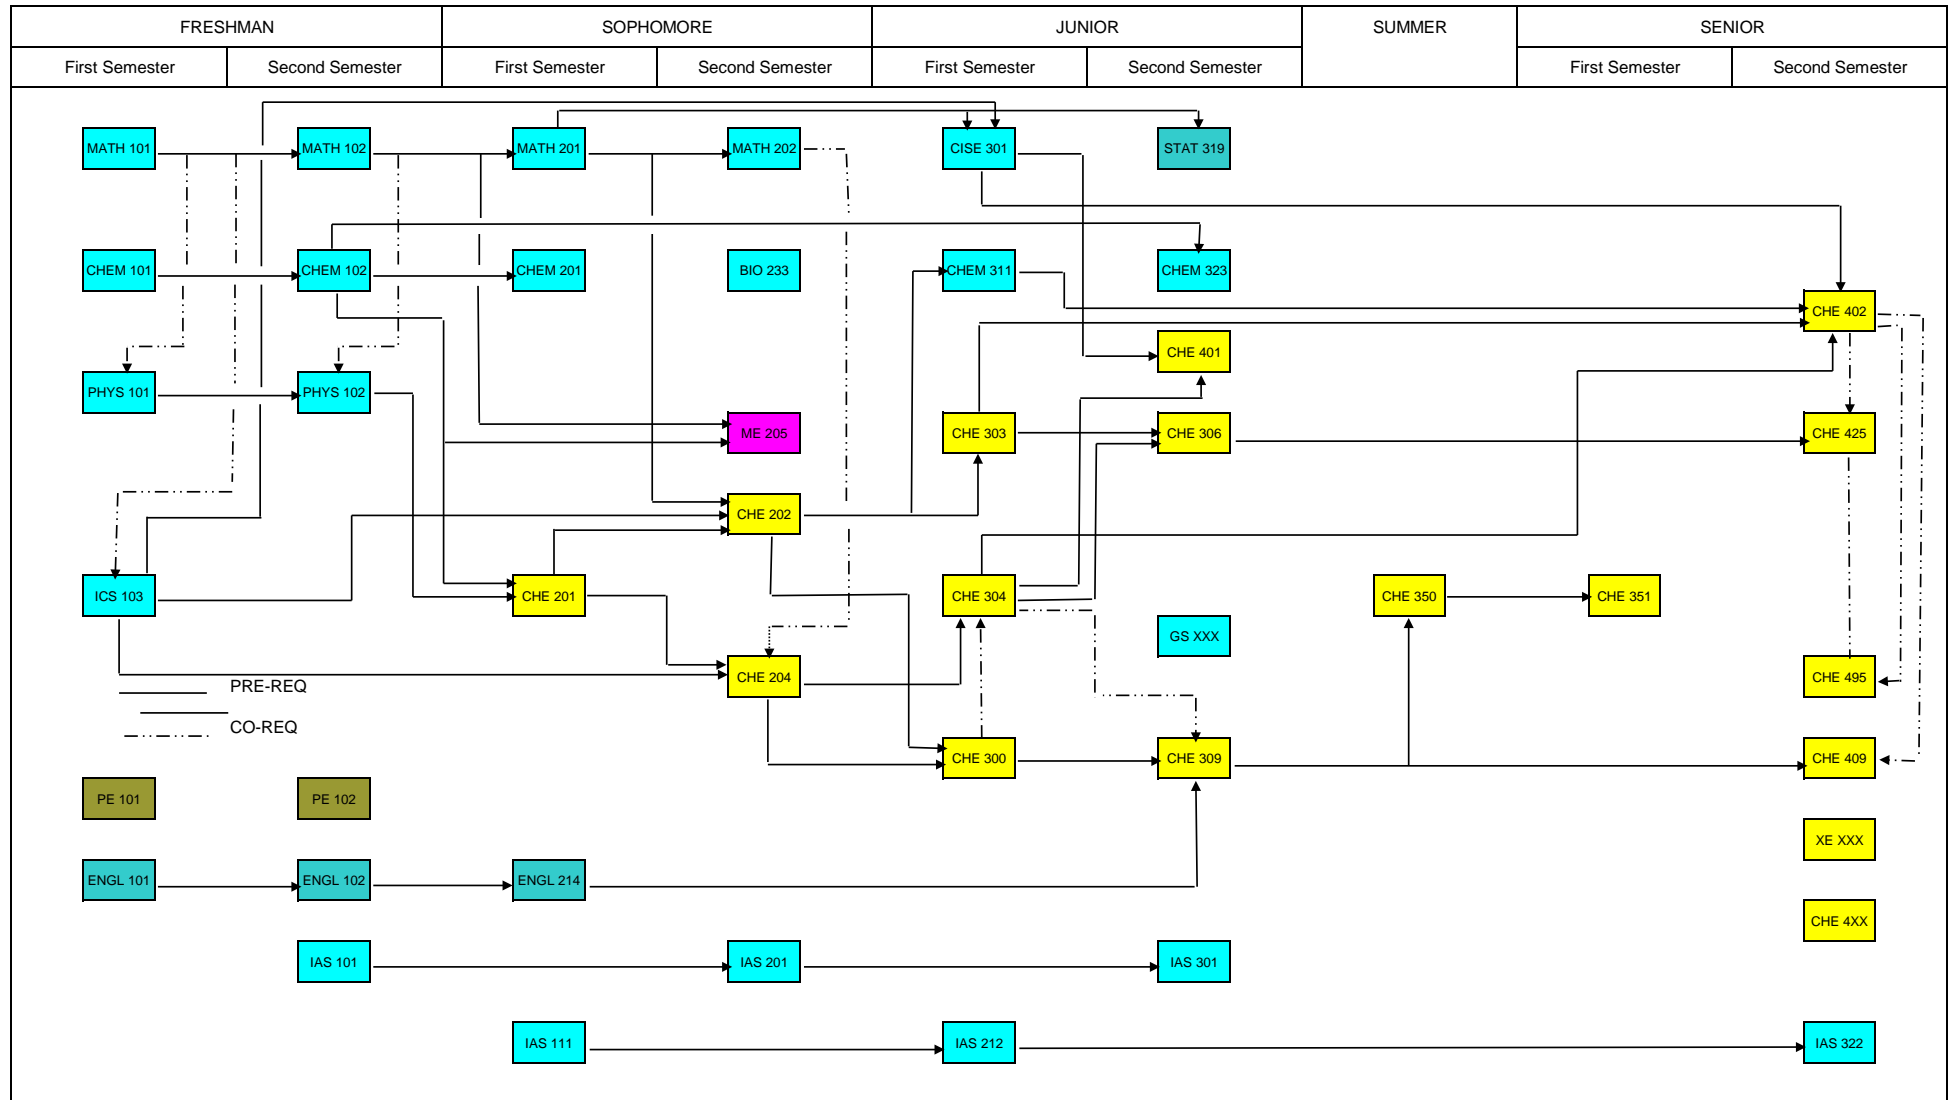 FRESHMAN SOPHOMORE JUNIOR SUMMER SENIOR
First Semester Second Semester First Semester Second Semester First Semester Second Semester First Semester Second Semester
MATH 101 MATH 102 MATH 201 MATH 202 CISE 301 STAT 319
CHEM 101 CHEM 102 CHEM 201 BIO 233 CHEM 311 CHEM 323
CHE 402
CHE 401
PHYS 101 PHYS 102
ME 205 CHE 303 CHE 306 CHE 425
CHE 202
ICS 103 CHE 201 CHE 304 CHE 350 CHE 351
GS XXX
CHE 204 CHE 495
PRE-REQ
CO-REQ
CHE 300 CHE 309 CHE 409
PE 101 PE 102
XE XXX
ENGL 101 ENGL 102 ENGL 214
CHE 4XX
IAS 101 IAS 201 IAS 301
IAS 111 IAS 212 IAS 322